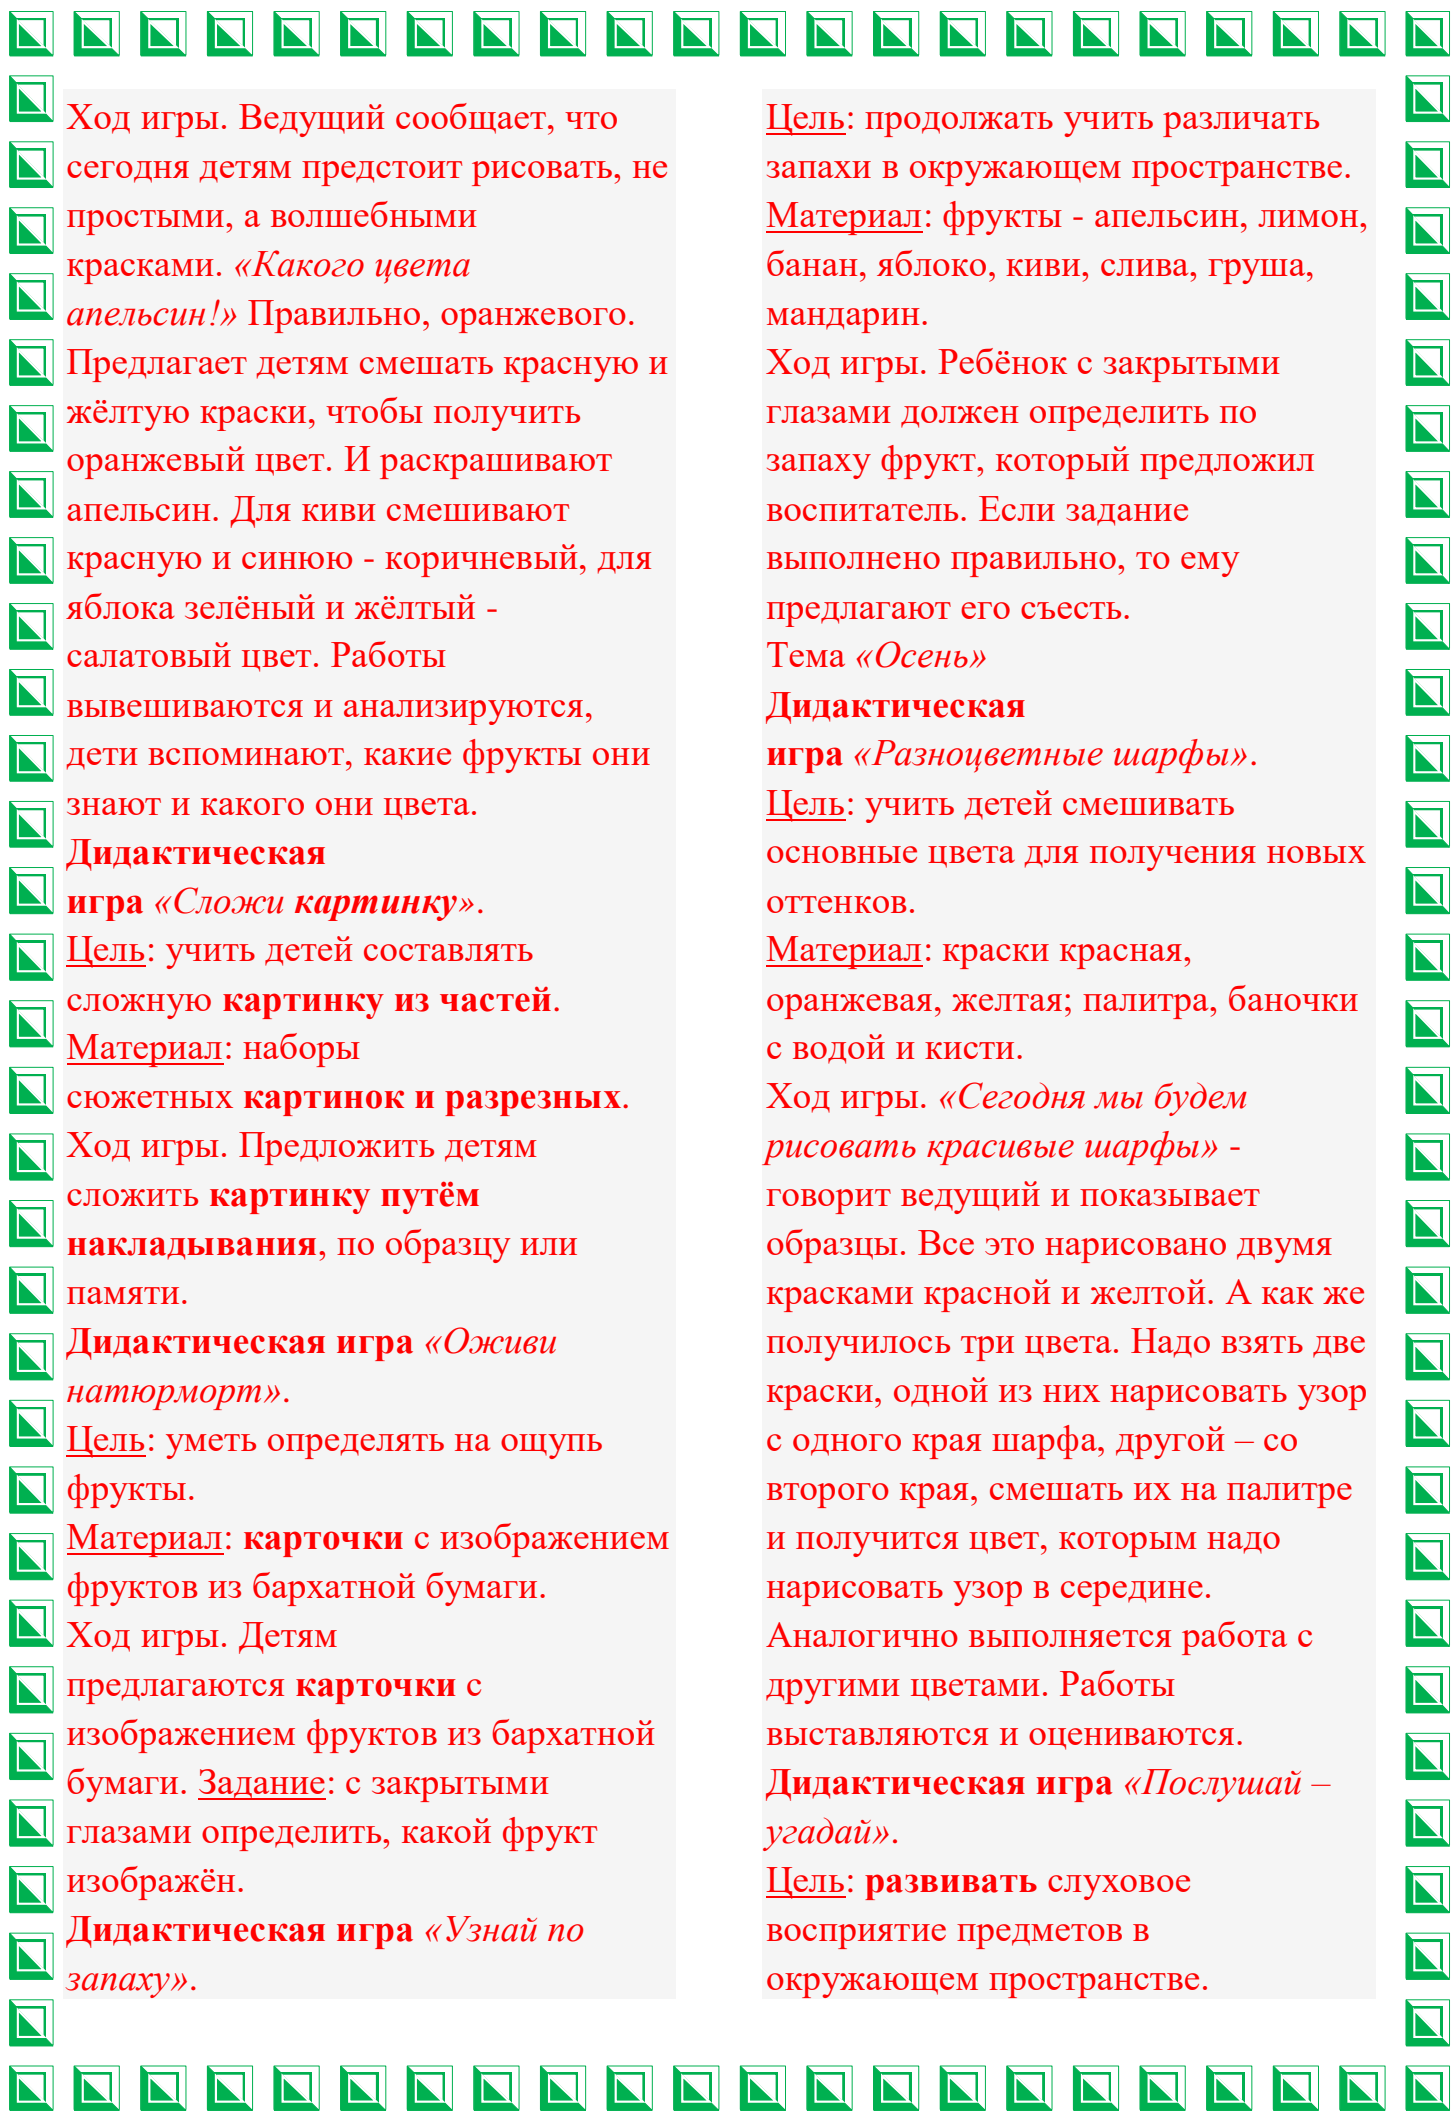 Ход игры. Ведущий сообщает, что
сегодня детям предстоит рисовать, не
простыми, а волшебными
красками. «Какого цвета
апельсин!» Правильно, оранжевого.
Предлагает детям смешать красную и
жёлтую краски, чтобы получить
оранжевый цвет. И раскрашивают
апельсин. Для киви смешивают
красную и синюю - коричневый, для
яблока зелёный и жёлтый -
салатовый цвет. Работы
вывешиваются и анализируются,
дети вспоминают, какие фрукты они
знают и какого они цвета.
Дидактическая
игра «Сложи картинку».
Цель: учить детей составлять
сложную картинку из частей.
Материал: наборы
сюжетных картинок и разрезных.
Ход игры. Предложить детям
сложить картинку путём
накладывания, по образцу или
памяти.
Дидактическая игра «Оживи
натюрморт».
Цель: уметь определять на ощупь
фрукты.
Материал: карточки с изображением
фруктов из бархатной бумаги.
Ход игры. Детям
предлагаются карточки с
изображением фруктов из бархатной
бумаги. Задание: с закрытыми
глазами определить, какой фрукт
изображён.
Дидактическая игра «Узнай по
запаху».
Цель: продолжать учить различать
запахи в окружающем пространстве.
Материал: фрукты - апельсин, лимон,
банан, яблоко, киви, слива, груша,
мандарин.
Ход игры. Ребёнок с закрытыми
глазами должен определить по
запаху фрукт, который предложил
воспитатель. Если задание
выполнено правильно, то ему
предлагают его съесть.
Тема «Осень»
Дидактическая
игра «Разноцветные шарфы».
Цель: учить детей смешивать
основные цвета для получения новых
оттенков.
Материал: краски красная,
оранжевая, желтая; палитра, баночки
с водой и кисти.
Ход игры. «Сегодня мы будем
рисовать красивые шарфы» -
говорит ведущий и показывает
образцы. Все это нарисовано двумя
красками красной и желтой. А как же
получилось три цвета. Надо взять две
краски, одной из них нарисовать узор
с одного края шарфа, другой – со
второго края, смешать их на палитре
и получится цвет, которым надо
нарисовать узор в середине.
Аналогично выполняется работа с
другими цветами. Работы
выставляются и оцениваются.
Дидактическая игра «Послушай –
угадай».
Цель: развивать слуховое
восприятие предметов в
окружающем пространстве.